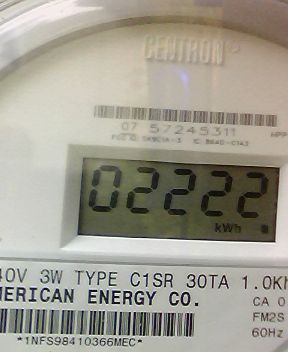 CENTRON®
07 57245311
02222
kWh
40V 3W TYPE C1SR 30TA 1.0Kh
MERICAN ENERGY CO.
CA 0
FM2S
60Hz
*1NFS98410366MEC*